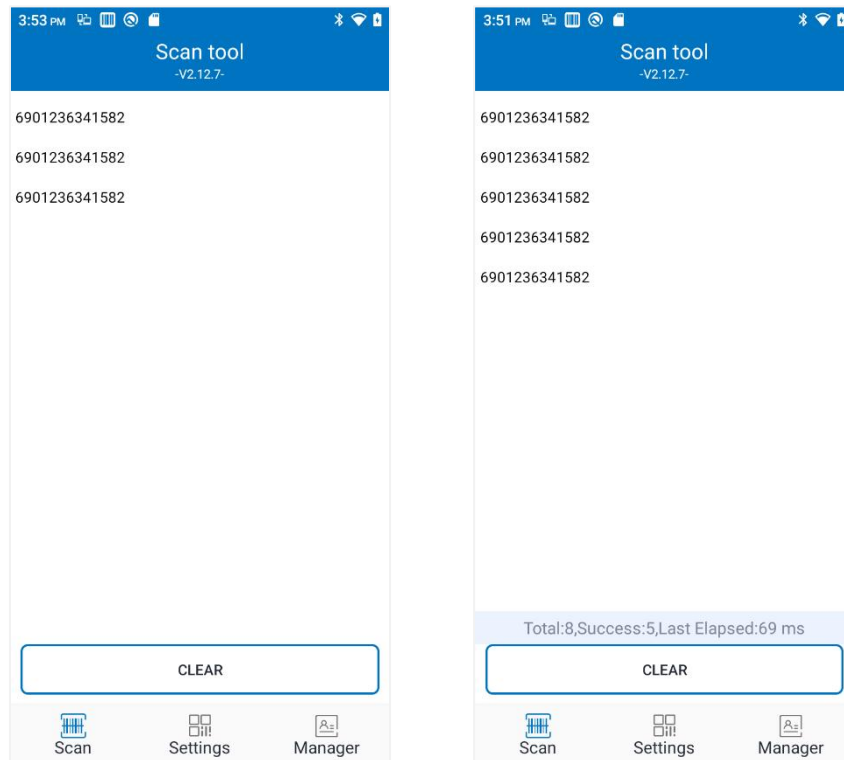 3:53 PM
Scan tool
-V2.12.7-
6901236341582
6901236341582
6901236341582
CLEAR
Scan
Settings
Manager
3:51 PM
Scan tool
-V2.12.7-
6901236341582
6901236341582
6901236341582
6901236341582
6901236341582
Total:8,Success:5,Last Elapsed:69 ms
CLEAR
Scan
Settings
Manager